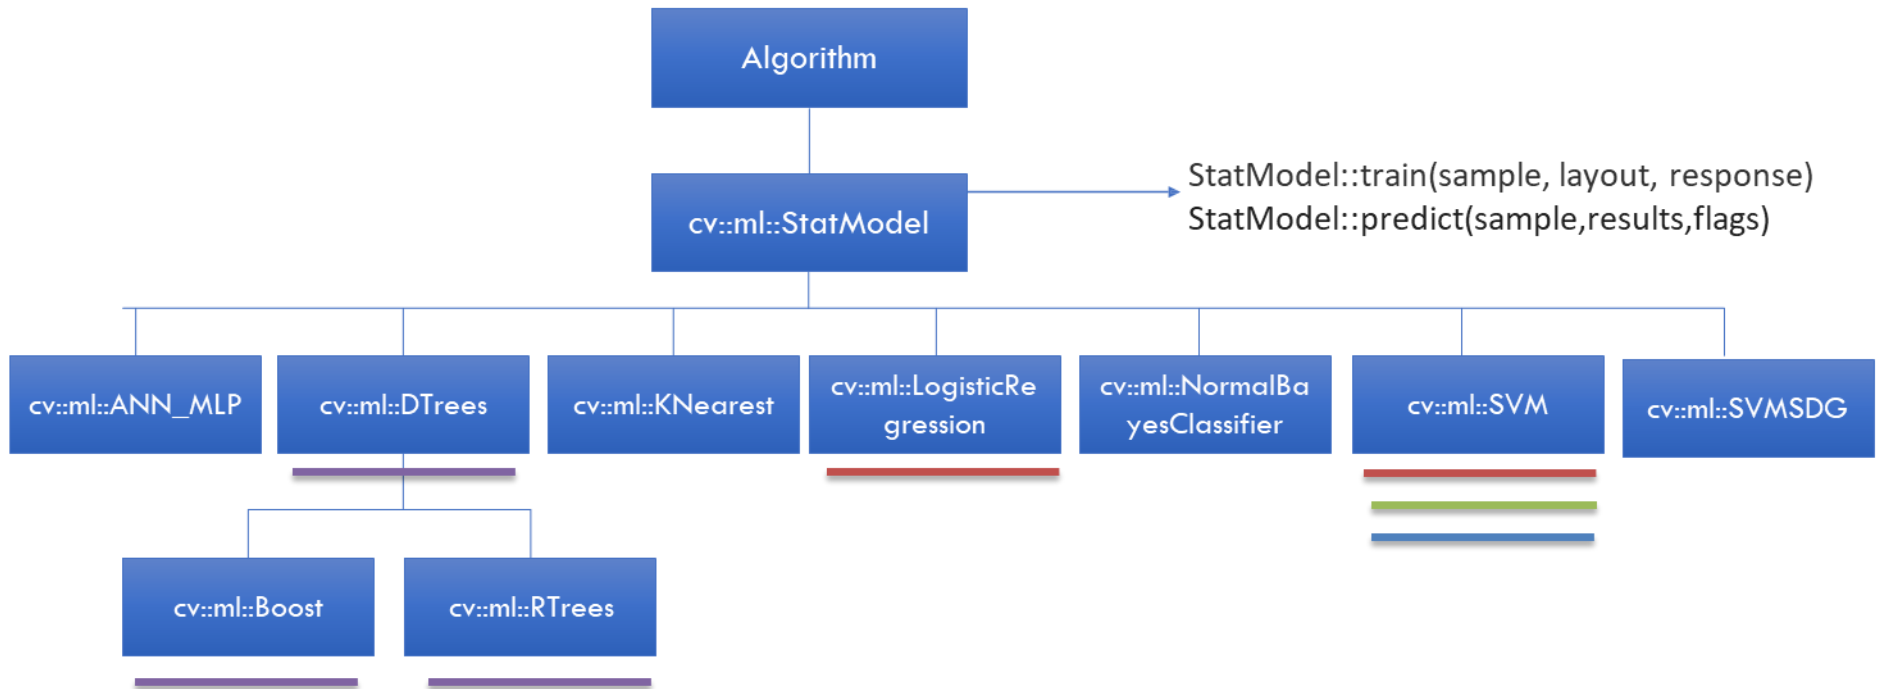 Algorithm
cv::ml::StatModel
StatModel::train(sample, layout, response)
StatModel::predict(sample,results,flags)
cv::ml::ANN_MLP
cv::ml::DTrees
cv::ml::KNearest
cv::ml::LogisticRe
gression
cv::ml::NormalBa
yesClassifier
cv::ml::SVM
cv::ml::SVMSDG
cv::ml::Boost
cv::ml::RTrees